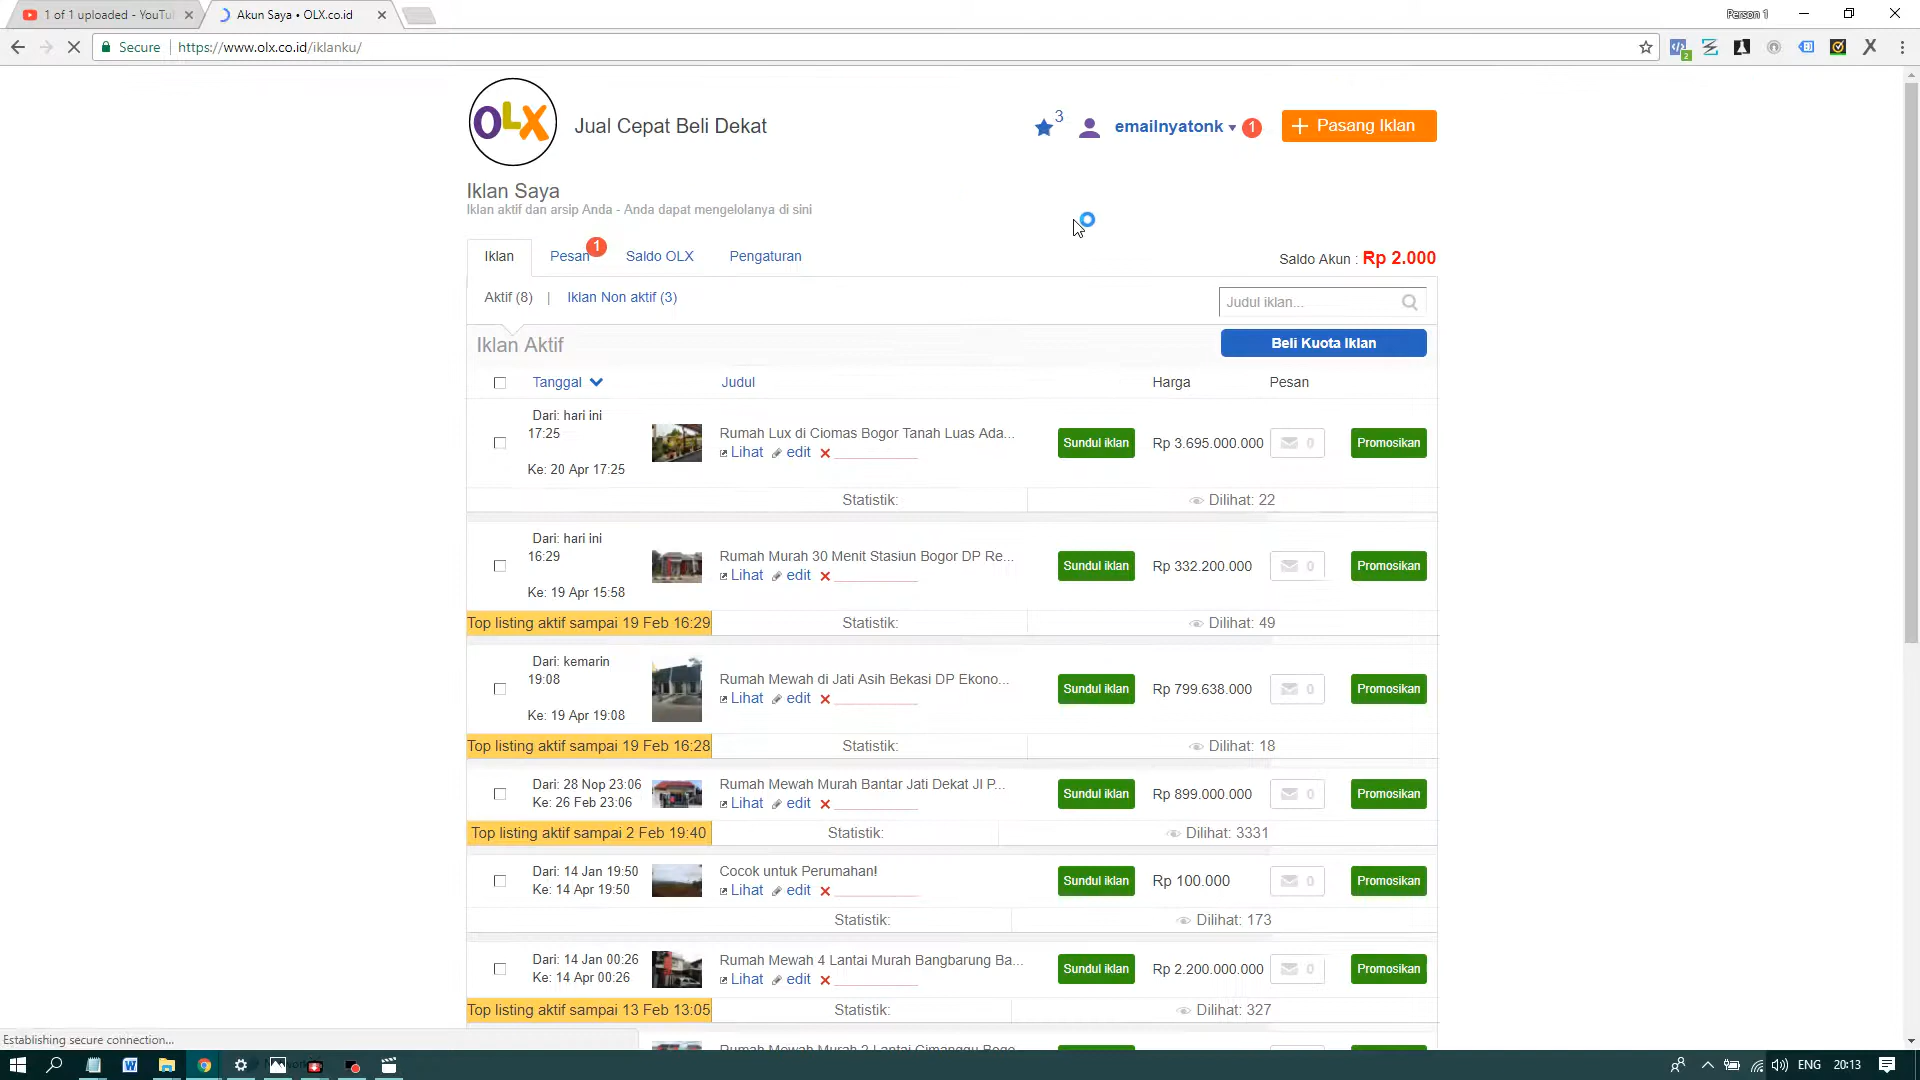 1 of 1 uploaded - YouTu
Akun Saya • OLX.co.id
Person 1
Secure
https://www.olx.co.id/iklanku/
2
OLX
Jual Cepat Beli Dekat
3
emailnyatonk
1
Pasang Iklan
Iklan Saya
Iklan aktif dan arsip Anda - Anda dapat mengelolanya di sini
Iklan
Pesan
1
Saldo OLX
Pengaturan
Saldo Akun : Rp 2.000
Aktif (8) | Iklan Non aktif (3)
Judul iklan...
Iklan Aktif
Beli Kuota Iklan
Tanggal
Judul
Harga
Pesan
Dari: hari ini
17:25
Ke: 20 Apr 17:25
Rumah Lux di Ciomas Bogor Tanah Luas Ada...
Lihat edit
Sundul iklan
Rp 3.695.000.000
0
Promosikan
Statistik:
Dilihat: 22
Dari: hari ini
16:29
Ke: 19 Apr 15:58
Rumah Murah 30 Menit Stasiun Bogor DP Re...
Lihat edit
Sundul iklan
Rp 332.200.000
0
Promosikan
Top listing aktif sampai 19 Feb 16:29
Statistik:
Dilihat: 49
Dari: kemarin
19:08
Ke: 19 Apr 19:08
Rumah Mewah di Jati Asih Bekasi DP Ekono...
Lihat edit
Sundul iklan
Rp 799.638.000
0
Promosikan
Top listing aktif sampai 19 Feb 16:28
Statistik:
Dilihat: 18
Dari: 28 Nop 23:06
Ke: 26 Feb 23:06
Rumah Mewah Murah Bantar Jati Dekat Jl P...
Lihat edit
Sundul iklan
Rp 899.000.000
0
Promosikan
Top listing aktif sampai 2 Feb 19:40
Statistik:
Dilihat: 3331
Dari: 14 Jan 19:50
Ke: 14 Apr 19:50
Cocok untuk Perumahan!
Lihat edit
Sundul iklan
Rp 100.000
0
Promosikan
Statistik:
Dilihat: 173
Dari: 14 Jan 00:26
Ke: 14 Apr 00:26
Rumah Mewah 4 Lantai Murah Bangbarung Ba...
Lihat edit
Sundul iklan
Rp 2.200.000.000
0
Promosikan
Top listing aktif sampai 13 Feb 13:05
Statistik:
Dilihat: 327
Rumah Mewah Murah 2 Lantai Cimanggu Bogo
Establishing secure connection...
ENG
20:13